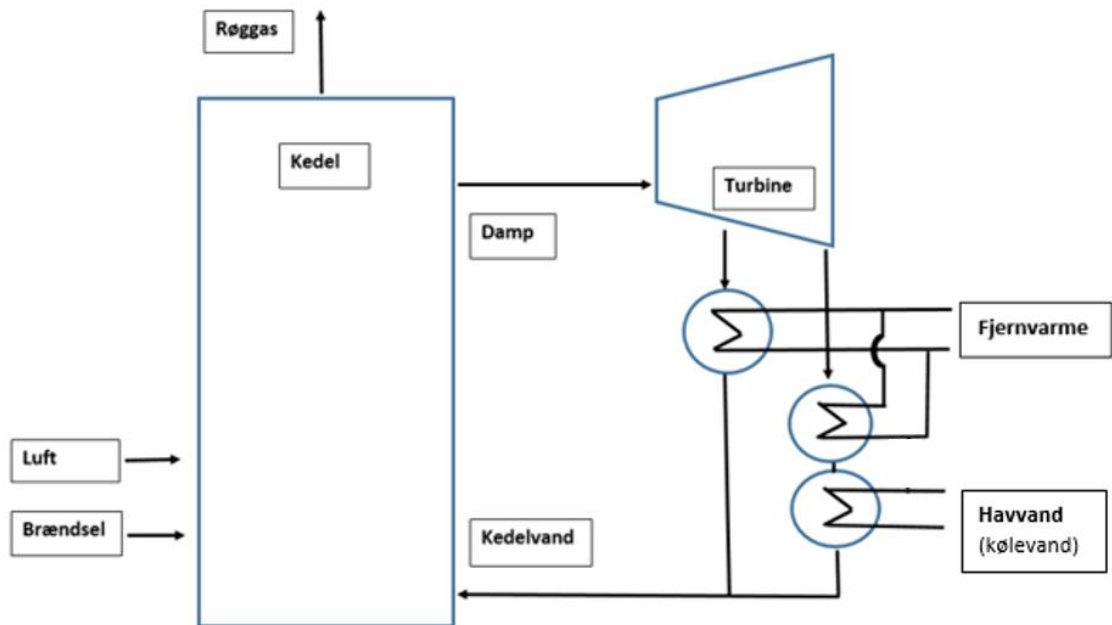 Røggas
Kedel
Turbine
Damp
Fjernvarme
Luft
Brændsel
Kedelvand
Havvand
(kølevand)